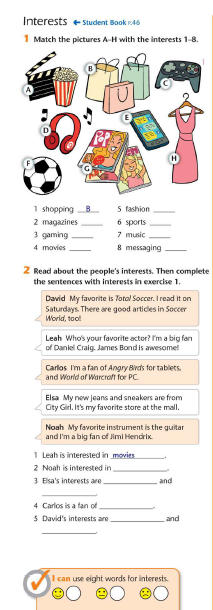 Interests ← Student Book P.46
1 Match the pictures A–H with the interests 1–8.
A
B
C
D
E
F
G
H
POP
1 shopping B
2 magazines ______
3 gaming ______
4 movies ______
5 fashion ______
6 sports ______
7 music ______
8 messaging ______
2 Read about the people's interests. Then complete
the sentences with interests in exercise 1.
David My favorite is Total Soccer. I read it on
Saturdays. There are good articles in Soccer
World, too!
Leah Who's your favorite actor? I'm a big fan
of Daniel Craig. James Bond is awesome!
Carlos I'm a fan of Angry Birds for tablets,
and World of Warcraft for PC.
Elsa My new jeans and sneakers are from
City Girl. It's my favorite store at the mall.
Noah My favorite instrument is the guitar
and I'm a big fan of Jimi Hendrix.
1 Leah is interested in movies.
2 Noah is interested in ______.
3 Elsa's interests are ______ and
______.
4 Carlos is a fan of ______.
5 David's interests are ______ and
______.
I can use eight words for interests.